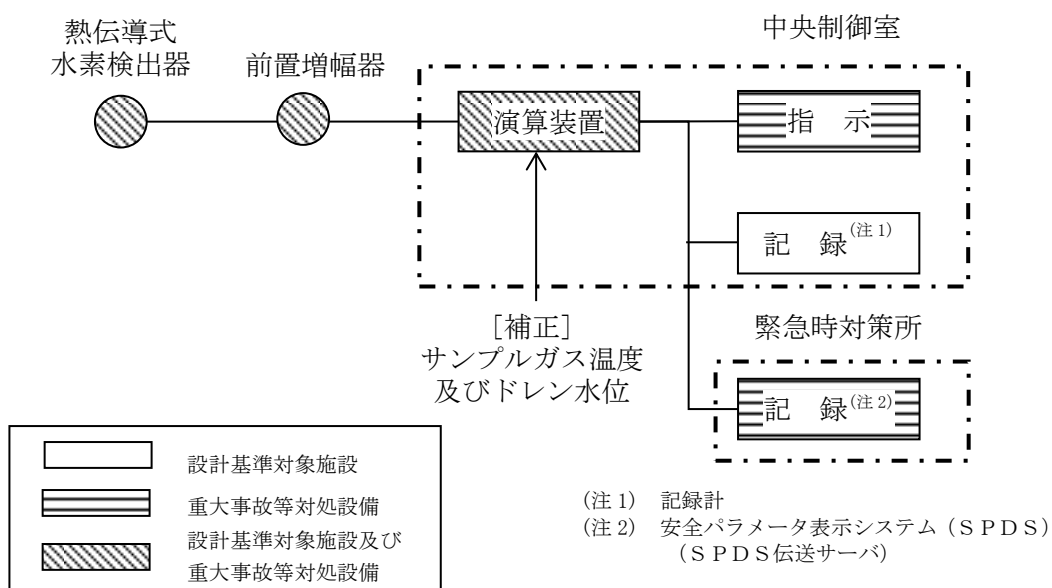 中央制御室
熱伝導式
水素検出器
前置増幅器
演算装置
指 示
記 録(注1)
[補正]
サンプルガス温度
及びドレン水位
緊急時対策所
記 録(注2)
設計基準対象施設
重大事故等対処設備
設計基準対象施設及び
重大事故等対処設備
(注1) 記録計
(注2) 安全パラメータ表示システム(SPDS)
(SPDS伝送サーバ)